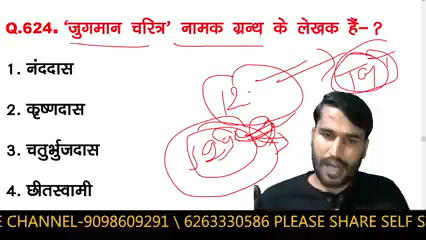 Q.624. ‘जुगमान चरित्र’ नामक ग्रन्थ के लेखक हैं- ?
1. नंददास
2. कृष्णदास
3. चतुर्भुजदास
4. छीतस्वामी
E CHANNEL-9098609291 \ 6263330586 PLEASE SHARE SELF S